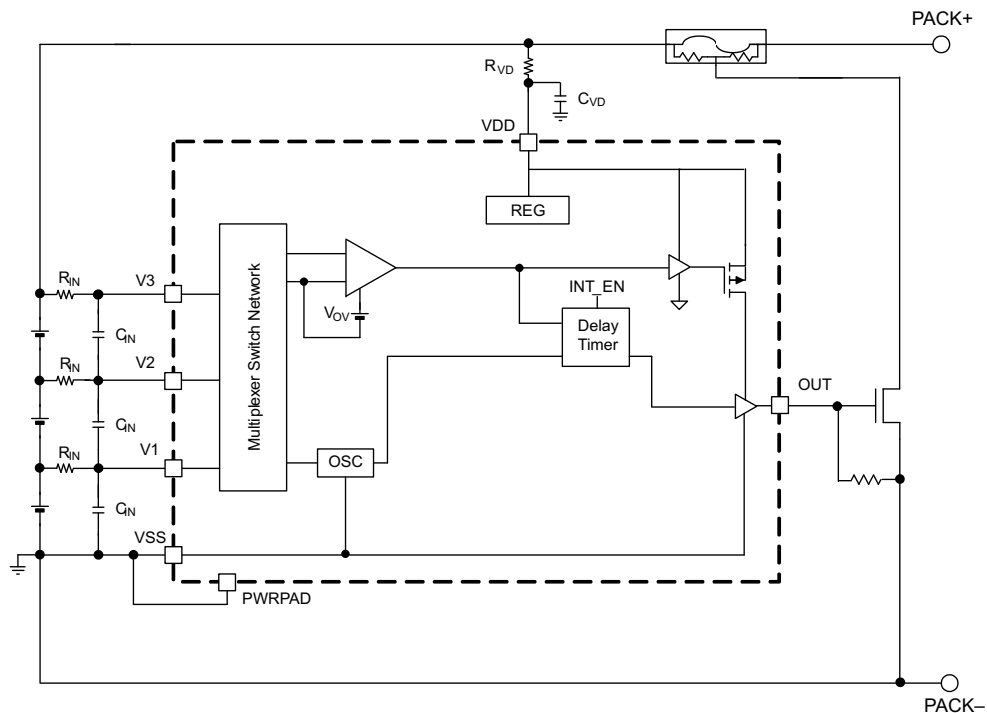 PACK+
RVD
CVD
VDD
REG
RIN
V3
CIN
RIN
V2
CIN
RIN
V1
CIN
VSS
Multiplexer Switch Network
VOV
INT_EN
Delay
Timer
OSC
OUT
PWRPAD
PACK–